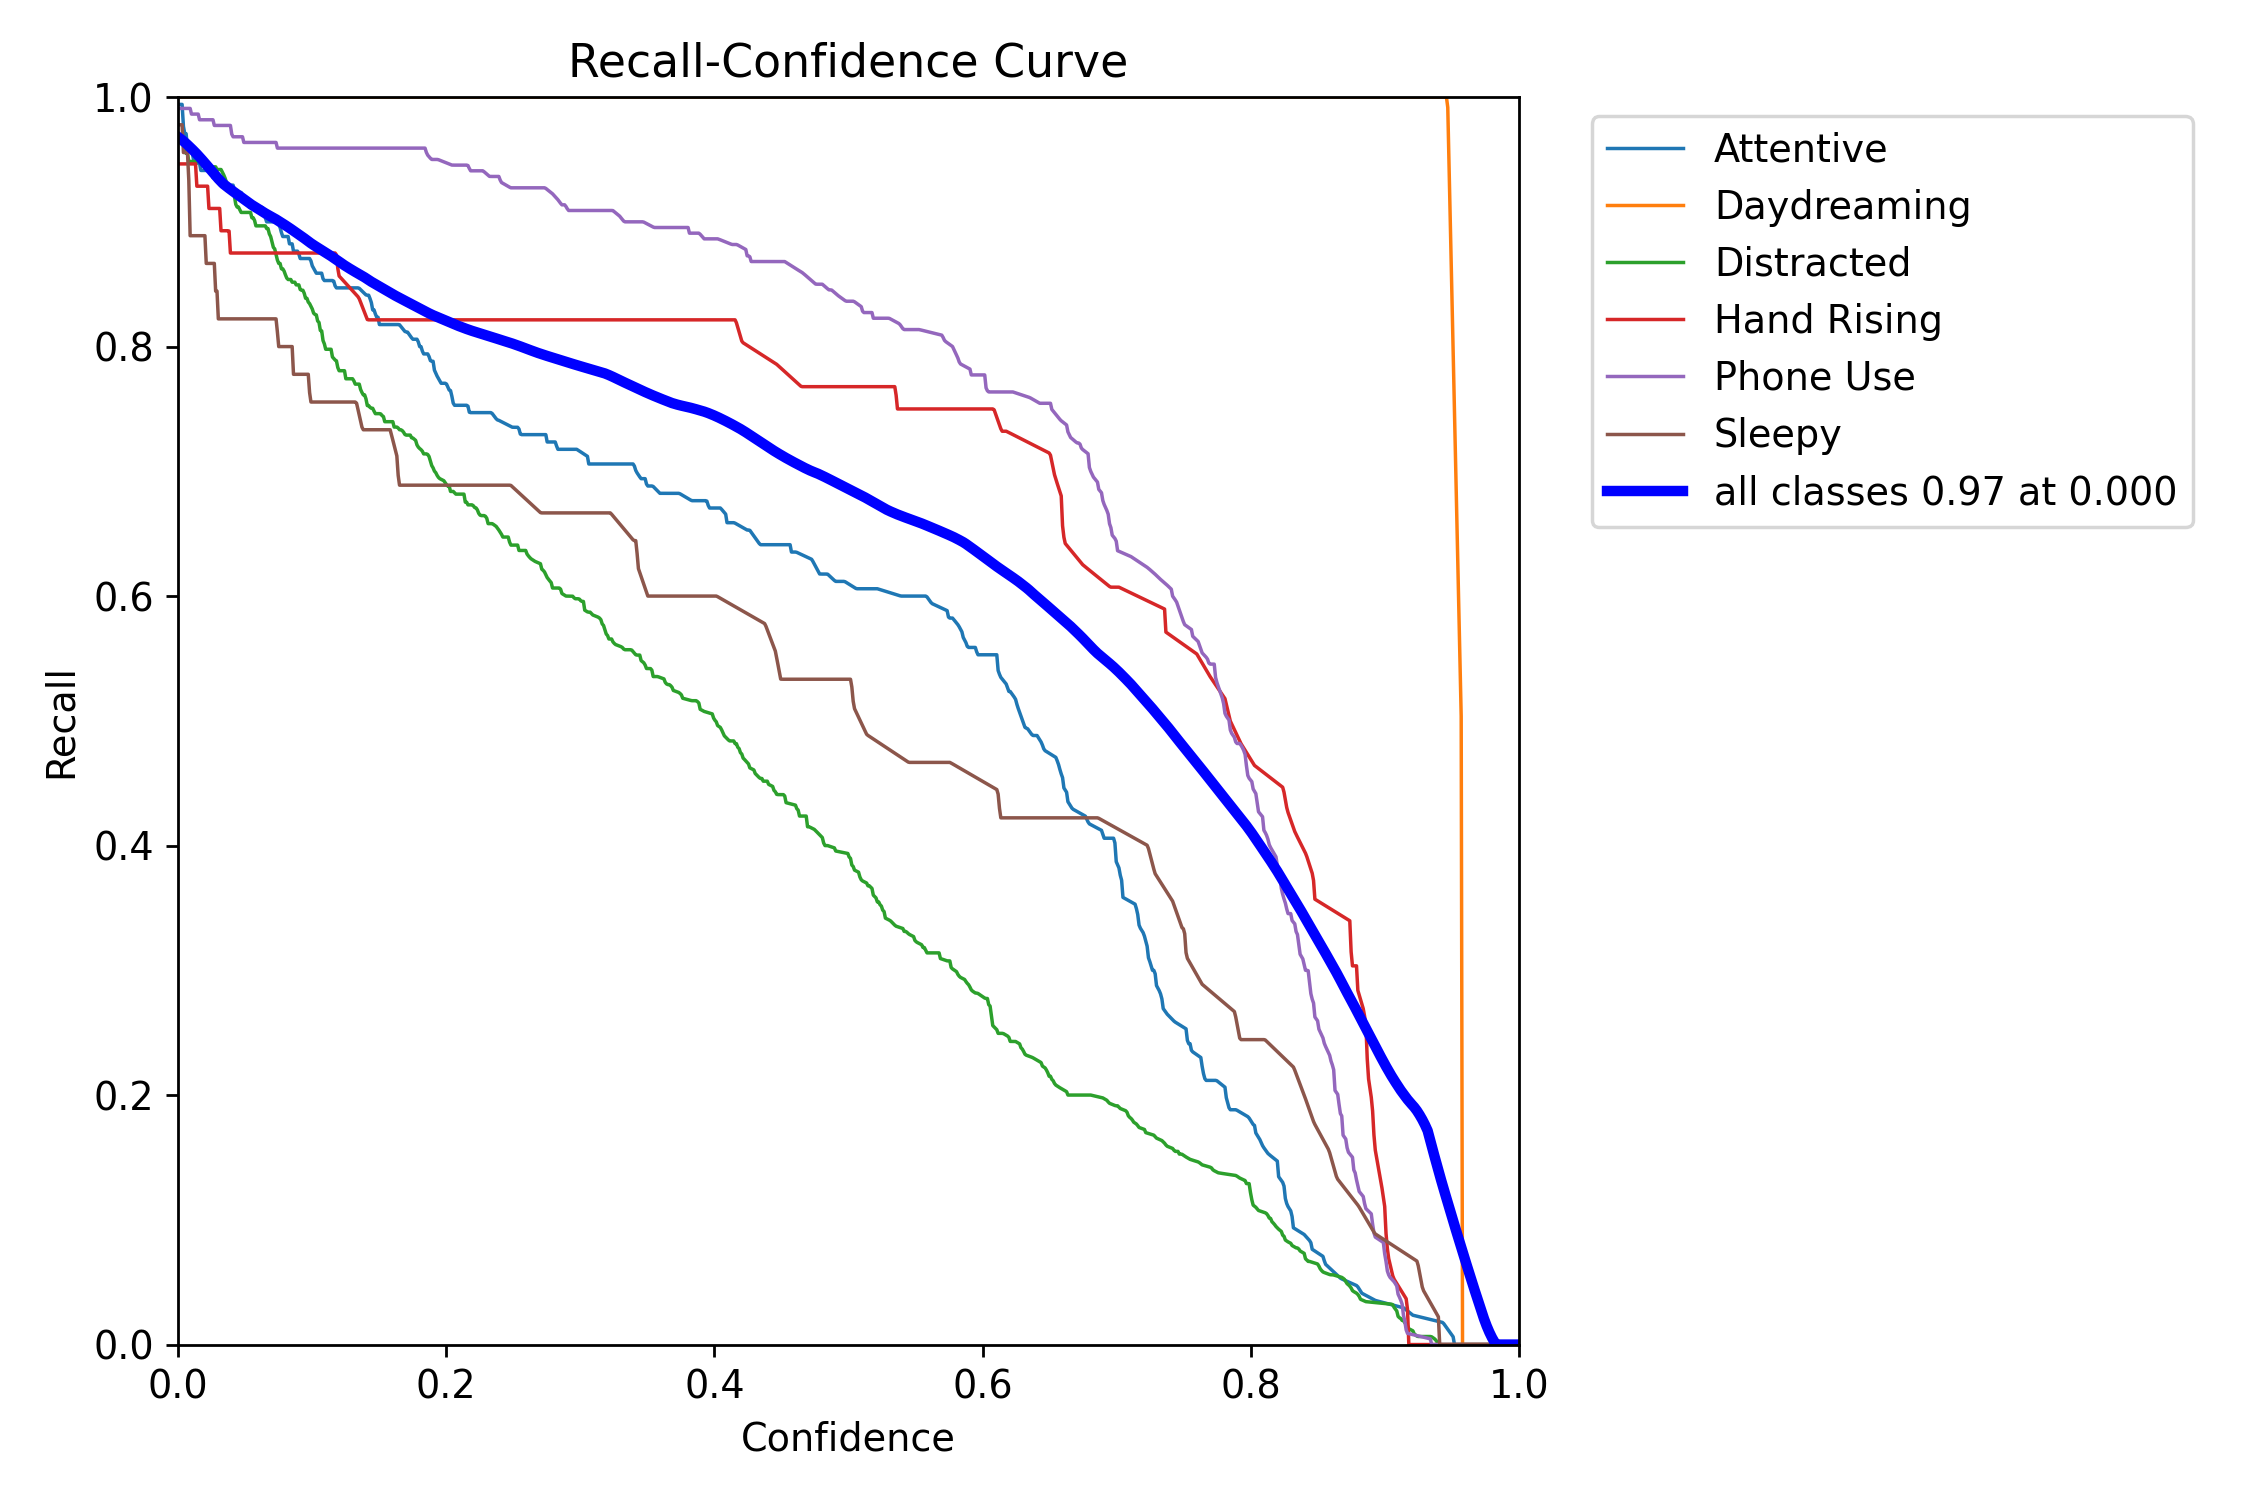 Recall-Confidence Curve
1.0
0.8
0.6
0.4
0.2
0.0
Recall
0.0 0.2 0.4 0.6 0.8 1.0
Confidence
Attentive
Daydreaming
Distracted
Hand Rising
Phone Use
Sleepy
all classes 0.97 at 0.000